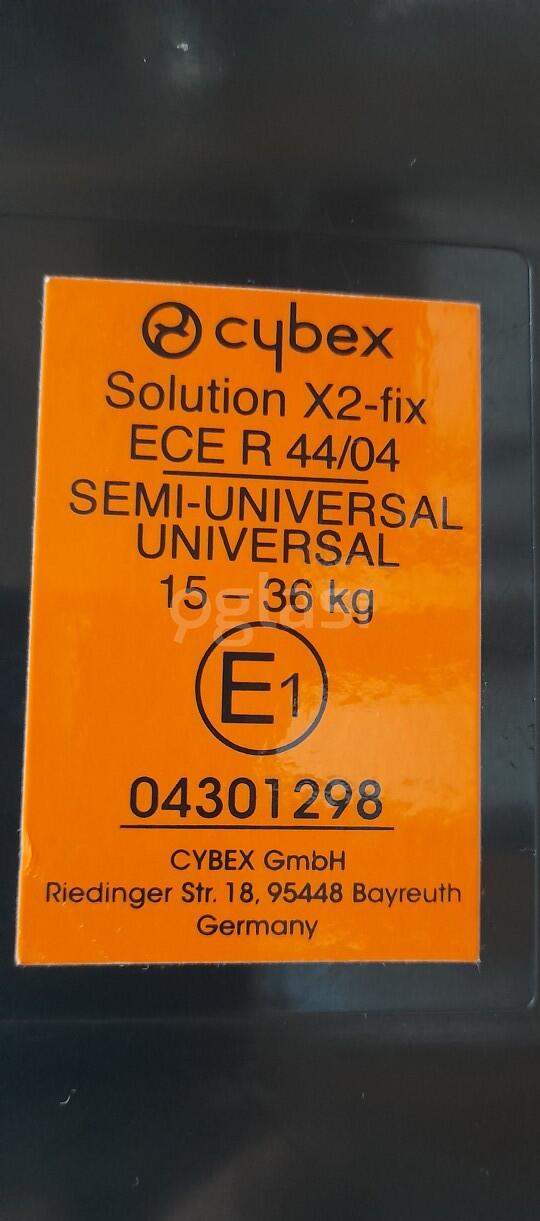 cybex
Solution X2-fix
ECE R 44/04
SEMI-UNIVERSAL
UNIVERSAL
15 – 36 kg
oglasi
E1
04301298
CYBEX GmbH
Riedinger Str. 18, 95448 Bayreuth
Germany